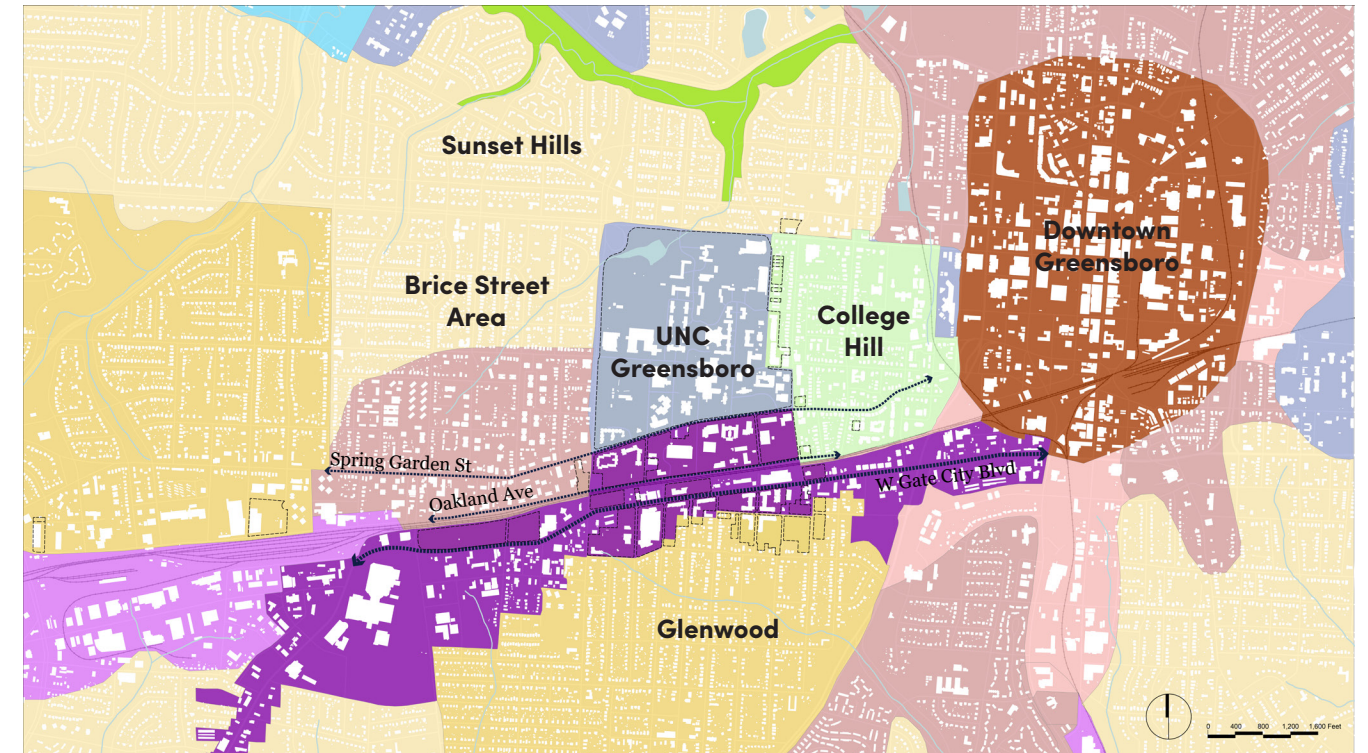 Sunset Hills
Downtown
Greensboro
Brice Street
Area
College
Hill
UNC
Greensboro
Spring Garden St
W Gate City Blvd
Oakland Ave
Glenwood
0 400 800 1,200 1,600 Feet